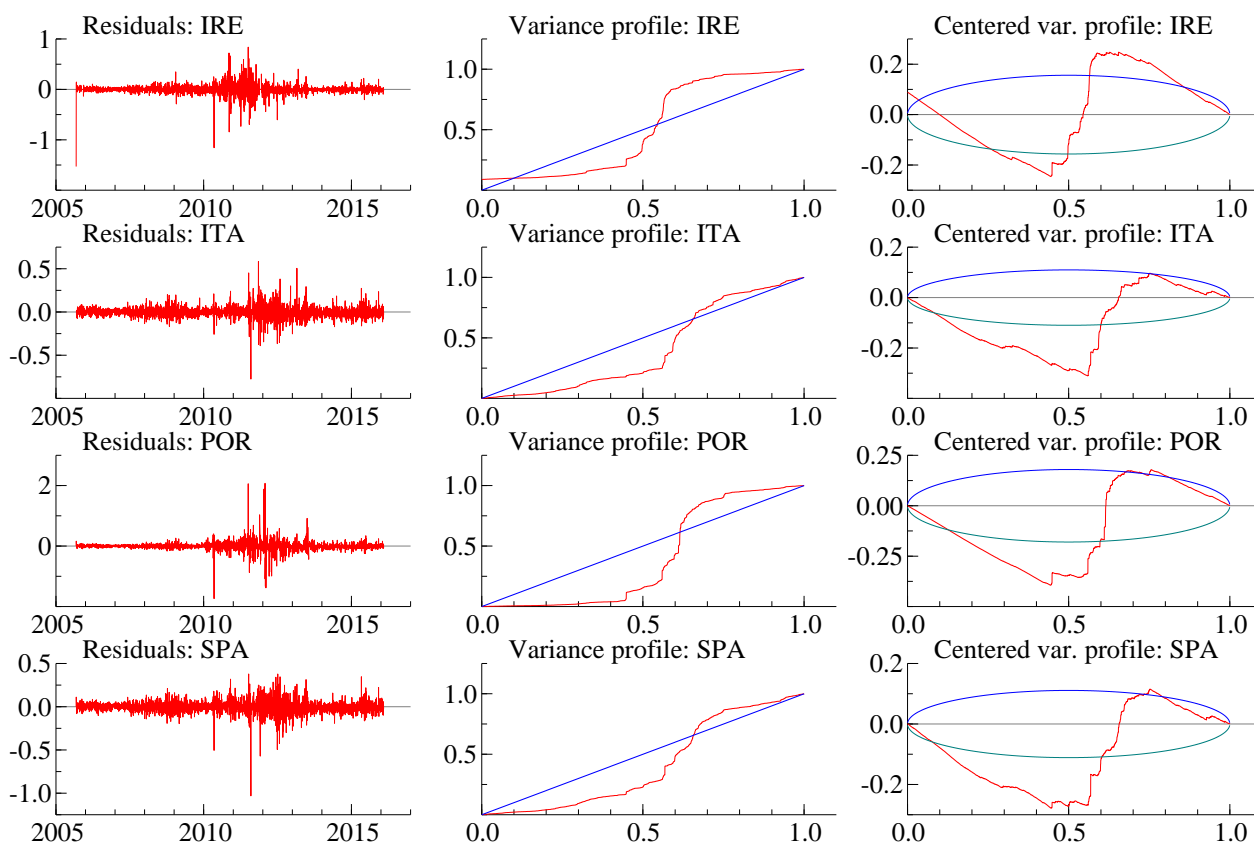 Residuals: IRE
1
0
-1
2005 2010 2015
Variance profile: IRE
1.0
0.5
0.0 0.5 1.0
Centered var. profile: IRE
0.2
0.0
-0.2
0.0 0.5 1.0
Residuals: ITA
0.5
0.0
-0.5
2005 2010 2015
Variance profile: ITA
1.0
0.5
0.0 0.5 1.0
Centered var. profile: ITA
0.2
0.0
-0.2
0.0 0.5 1.0
Residuals: POR
2
0
2005 2010 2015
Variance profile: POR
1.0
0.5
0.0 0.5 1.0
Centered var. profile: POR
0.25
0.00
-0.25
0.0 0.5 1.0
Residuals: SPA
0.5
0.0
-0.5
-1.0
2005 2010 2015
Variance profile: SPA
1.0
0.5
0.0 0.5 1.0
Centered var. profile: SPA
0.2
0.0
-0.2
0.0 0.5 1.0